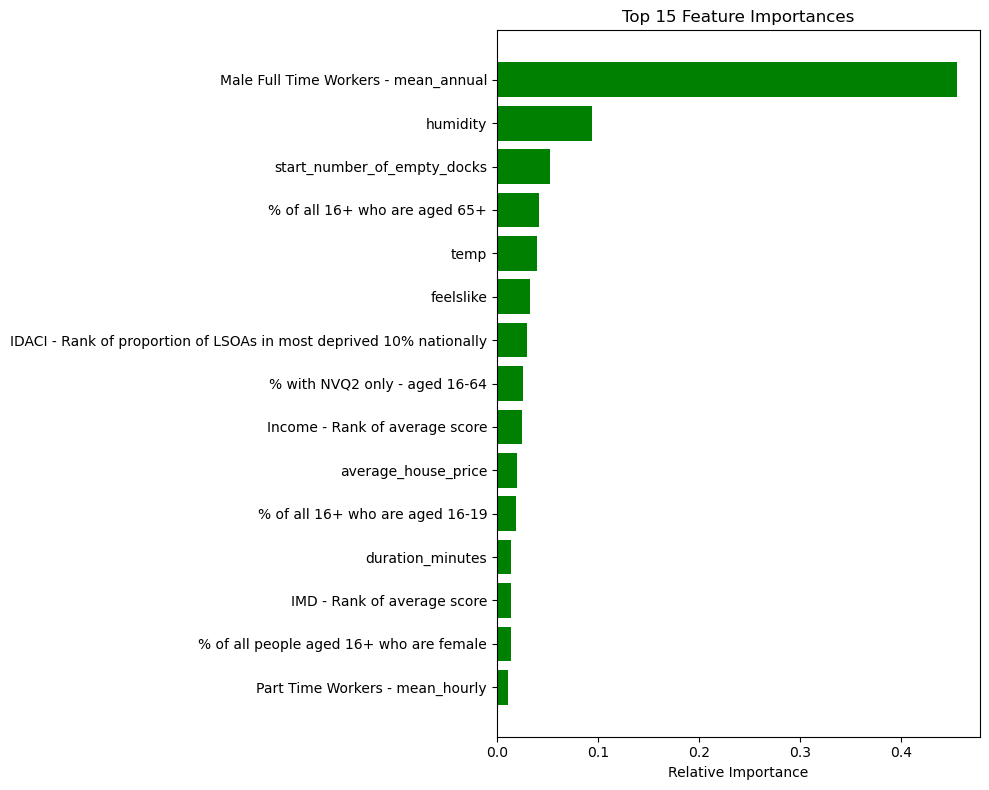 Top 15 Feature Importances
Male Full Time Workers - mean_annual
humidity
start_number_of_empty_docks
% of all 16+ who are aged 65+
temp
feelslike
IDACI - Rank of proportion of LSOAs in most deprived 10% nationally
% with NVQ2 only - aged 16-64
Income - Rank of average score
average_house_price
% of all 16+ who are aged 16-19
duration_minutes
IMD - Rank of average score
% of all people aged 16+ who are female
Part Time Workers - mean_hourly
0.0 0.1 0.2 0.3 0.4
Relative Importance